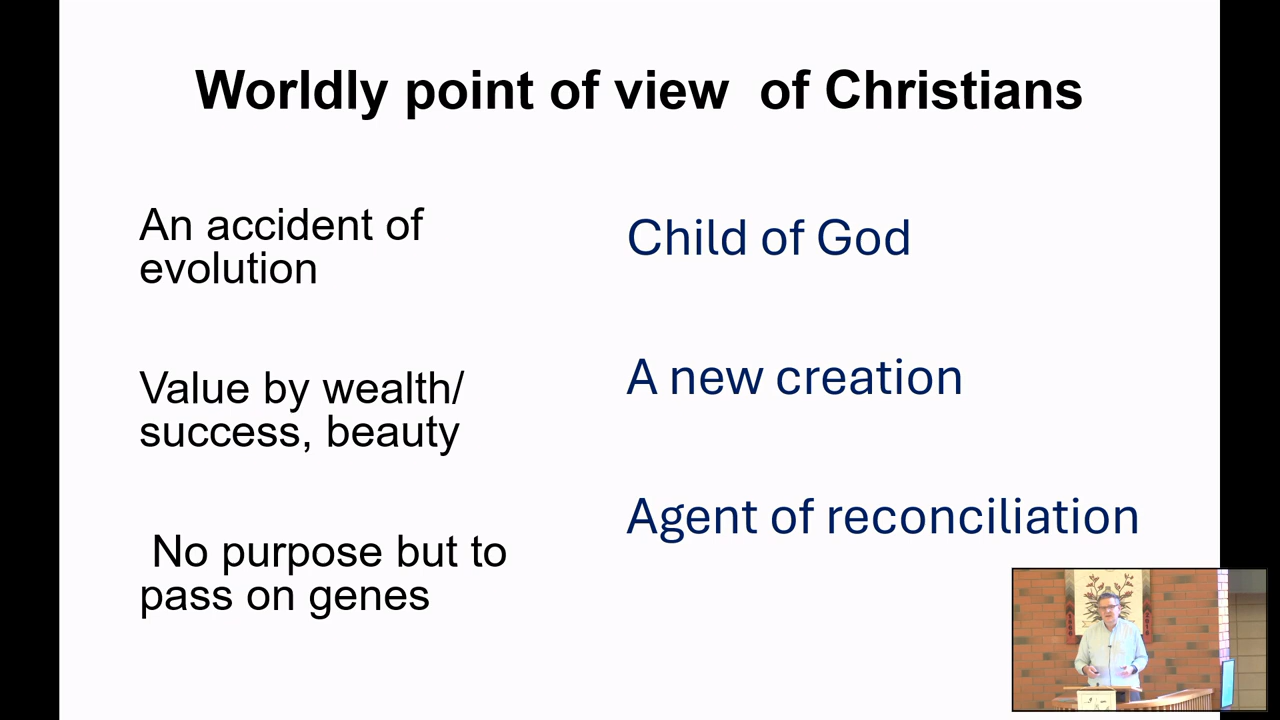 Worldly point of view  of Christians
An accident of
evolution
Value by wealth/
success, beauty
No purpose but to
pass on genes
Child of God
A new creation
Agent of reconciliation